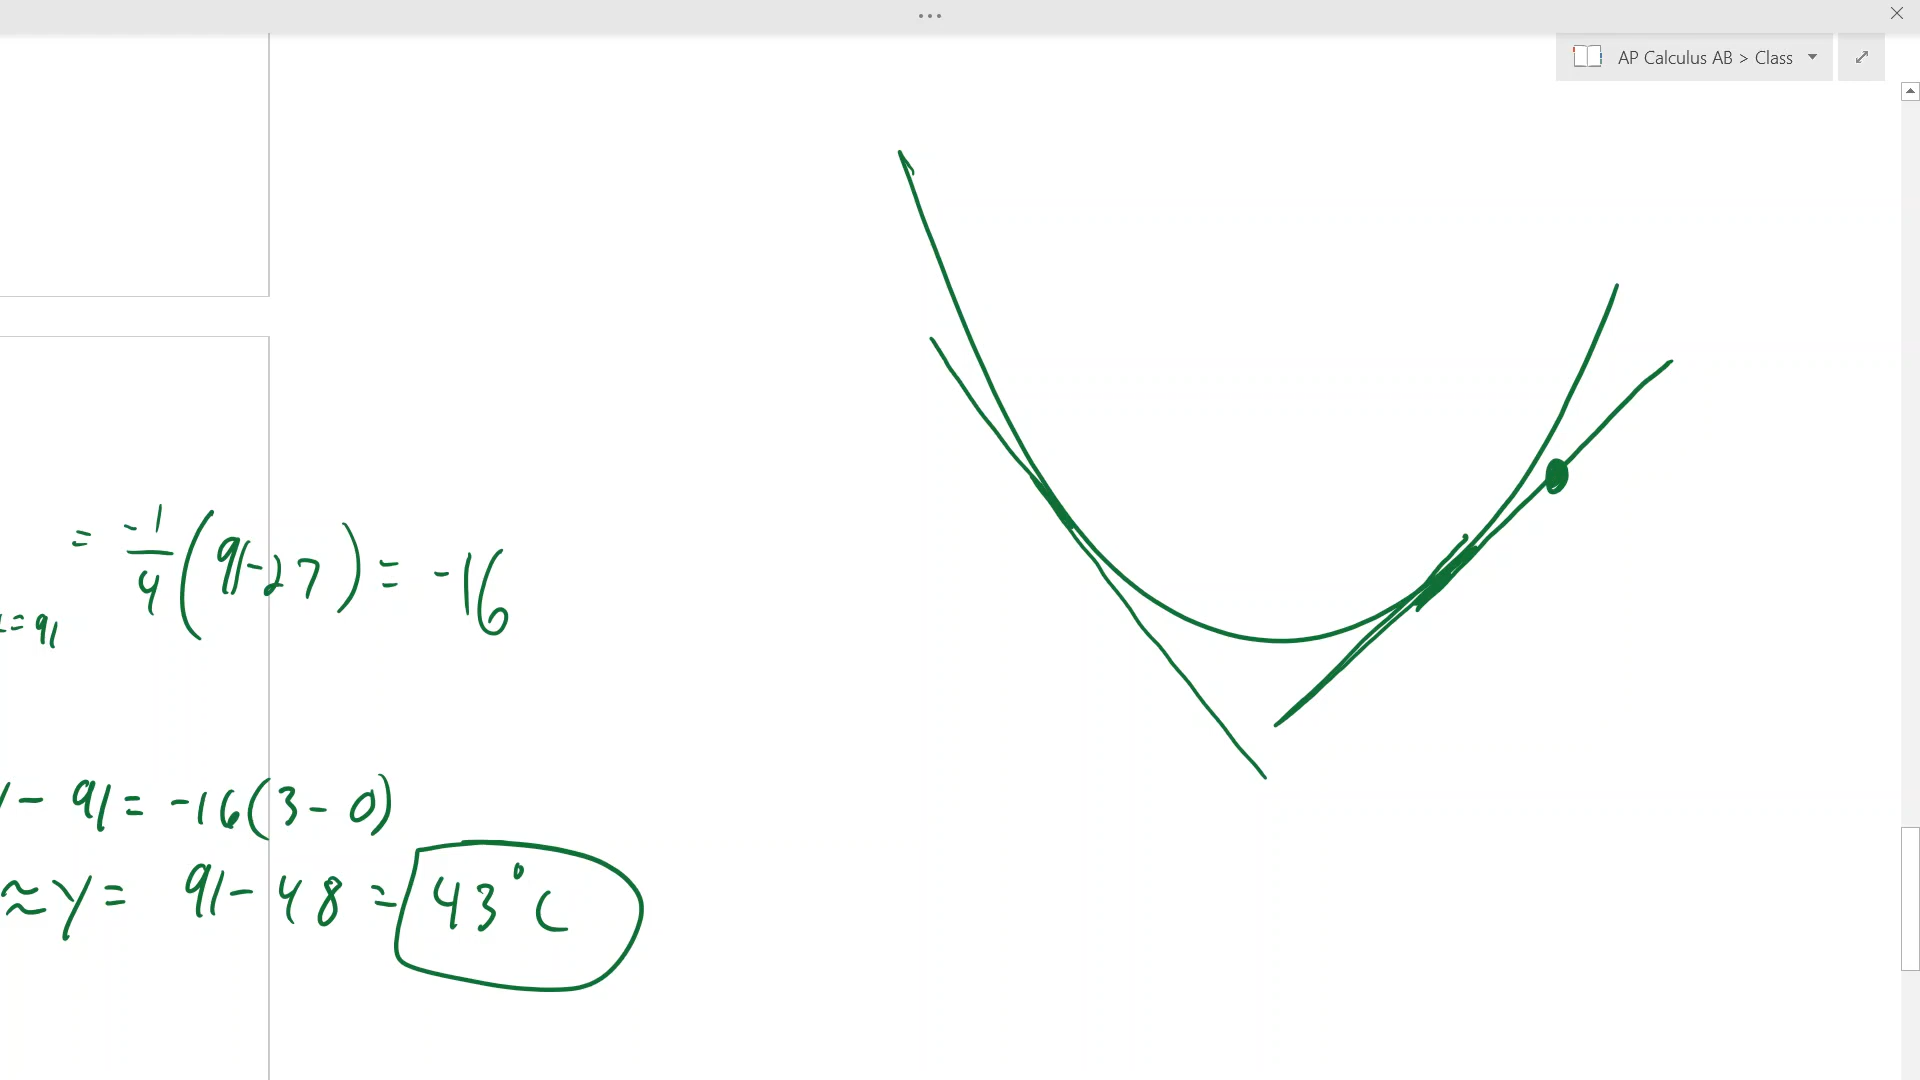 AP Calculus AB > Class
= -1/4 (91-27) = -16
=91
- 91 = -16(3-0)
≈ y = 91-48 = 43°C